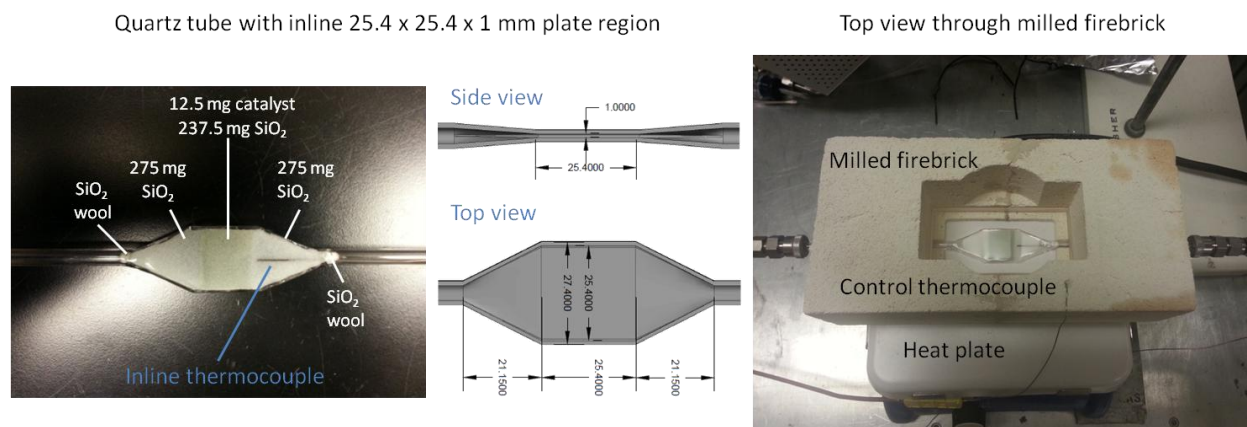 Quartz tube with inline 25.4 x 25.4 x 1 mm plate region
Top view through milled firebrick
12.5 mg catalyst
237.5 mg SiO₂
275 mg
SiO₂
275 mg
SiO₂
SiO₂
wool
SiO₂
wool
Inline thermocouple
Side view
1.0000
25.4000
Top view
27.4000
25.4000
21.1500
25.4000
21.1500
Milled firebrick
Control thermocouple
Heat plate